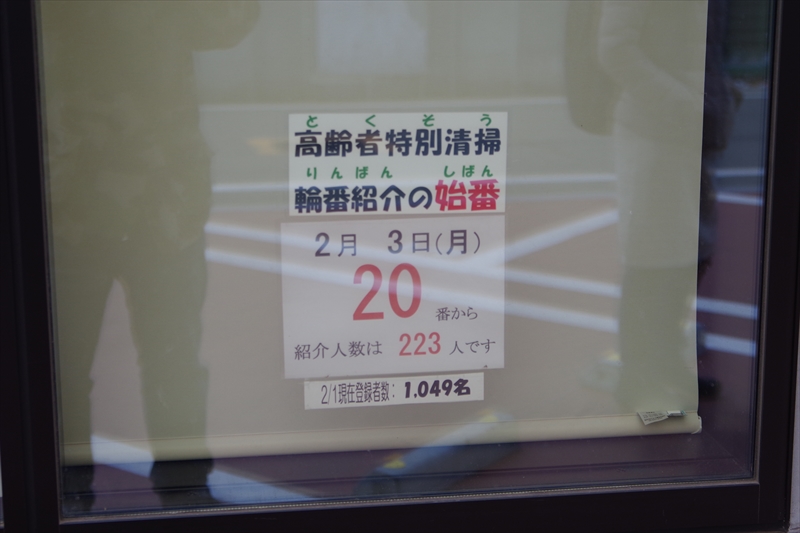 とくそう
高齢者特別清掃
りんばん しばん
輪番紹介の始番
2月 3日(月)
20番から
紹介人数は 223 人です
2/1現在登録者数: 1.049名